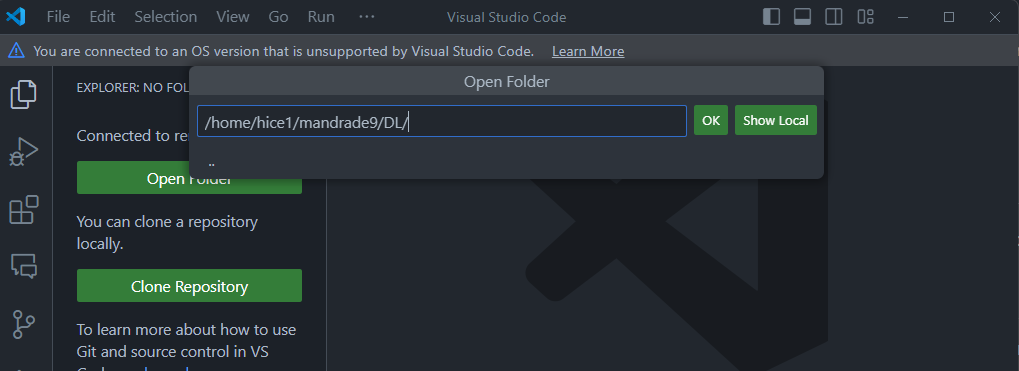 File Edit Selection View Go Run ··· Visual Studio Code
You are connected to an OS version that is unsupported by Visual Studio Code. Learn More
Open Folder
EXPLORER: NO FOL
/home/hice1/mandrade9/DL/
OK
Show Local
Connected to re
..
Open Folder
You can clone a repository
locally.
Clone Repository
To learn more about how to use
Git and source control in VS